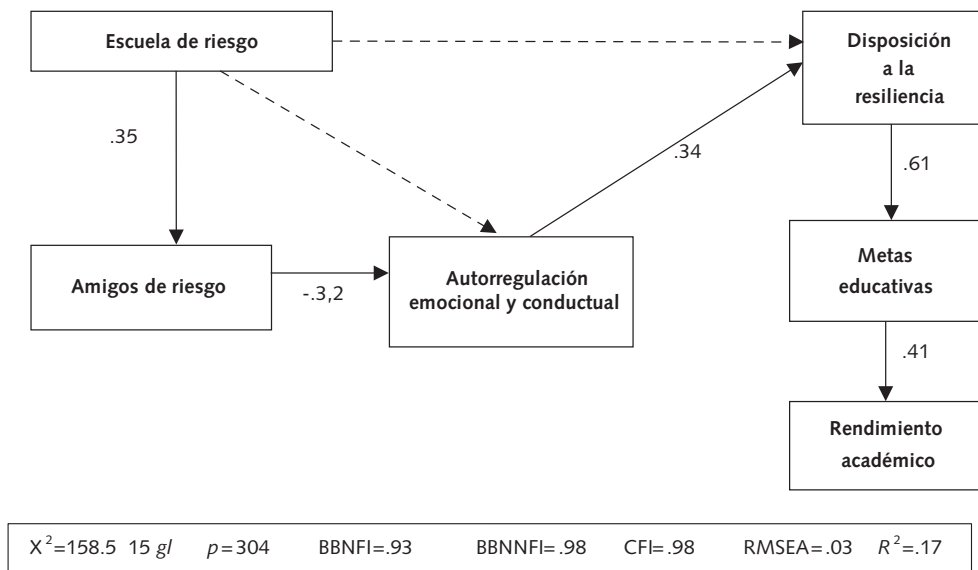 Escuela de riesgo
Disposición
a la
resiliencia
.35
.34
.61
Amigos de riesgo
-.3,2
Autorregulación
emocional y conductual
Metas
educativas
.41
Rendimiento
académico
X²=158.5 15 gl p=304 BBNFI=.93 BBNNFI=.98 CFI=.98 RMSEA=.03 R²=.17